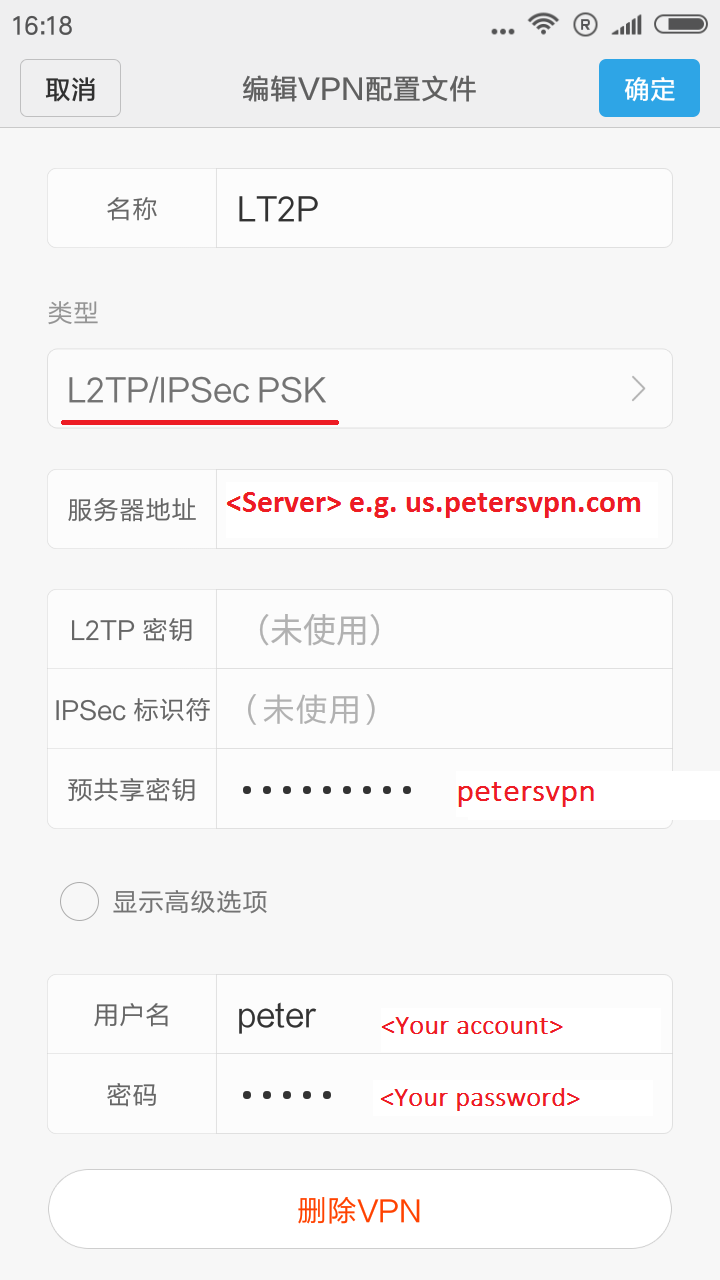 16:18
取消
编辑VPN配置文件
确定
名称
LT2P
类型
L2TP/IPSec PSK
服务器地址
<Server> e.g. us.petersvpn.com
L2TP 密钥
（未使用）
IPSec 标识符
（未使用）
预共享密钥
•••••••••
petersvpn
显示高级选项
用户名
peter
<Your account>
密码
•••••
<Your password>
删除VPN